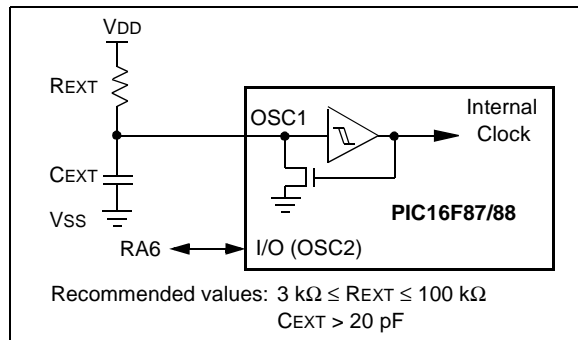 VDD
REXT
OSC1
Internal
Clock
CEXT
PIC16F87/88
VSS
RA6
I/O (OSC2)
Recommended values: 3 kΩ ≤ REXT ≤ 100 kΩ
CEXT > 20 pF